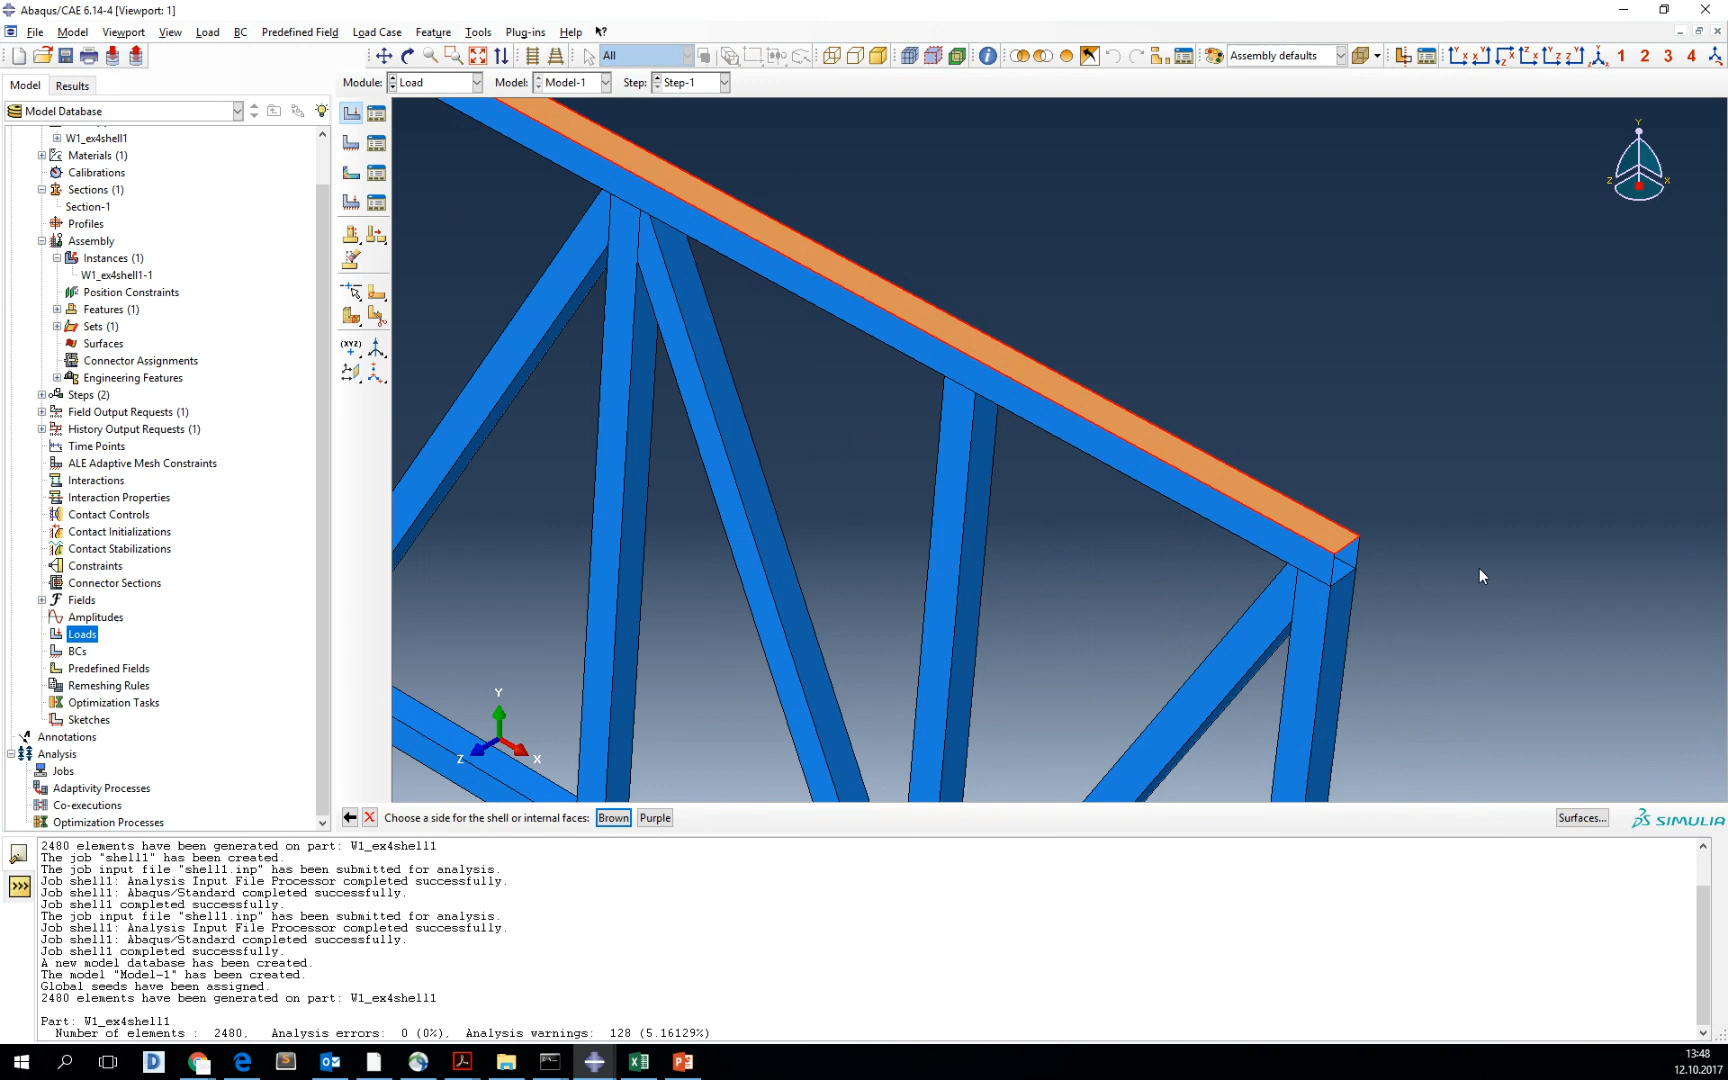 Abaqus/CAE 6.14-4 [Viewport: 1]
File Model Viewport View Load BC Predefined Field Load Case Feature Tools Plug-ins Help
All
Assembly defaults
1 2 3 4
Model Results
Module: Load Model: Model-1 Step: Step-1
Model Database
W1_ex4shell1
Materials (1)
Calibrations
Sections (1)
Section-1
Profiles
Assembly
Instances (1)
W1_ex4shell1-1
Position Constraints
Features (1)
Sets (1)
Surfaces
Connector Assignments
Engineering Features
Steps (2)
Field Output Requests (1)
History Output Requests (1)
Time Points
ALE Adaptive Mesh Constraints
Interactions
Interaction Properties
Contact Controls
Contact Initializations
Contact Stabilizations
Constraints
Connector Sections
Fields
Amplitudes
Loads
BCs
Predefined Fields
Remeshing Rules
Optimization Tasks
Sketches
Annotations
Analysis
Jobs
Adaptivity Processes
Co-executions
Optimization Processes
(XYZ)
Y
Z X
Y
Z X
Choose a side for the shell or internal faces: Brown Purple
Surfaces...
SIMULIA
2480 elements have been generated on part: W1_ex4shell1
The job "shell1" has been created.
The job input file "shell1.inp" has been submitted for analysis.
Job shell1: Analysis Input File Processor completed successfully.
Job shell1: Abaqus/Standard completed successfully.
Job shell1 completed successfully.
The job input file "shell1.inp" has been submitted for analysis.
Job shell1: Analysis Input File Processor completed successfully.
Job shell1: Abaqus/Standard completed successfully.
Job shell1 completed successfully.
A new model database has been created.
The model "Model-1" has been created.
Global seeds have been assigned.
2480 elements have been generated on part: W1_ex4shell1
Part: W1_ex4shell1
Number of elements : 2480, Analysis errors: 0 (0%), Analysis warnings: 128 (5.16129%)
13:48
12.10.2017